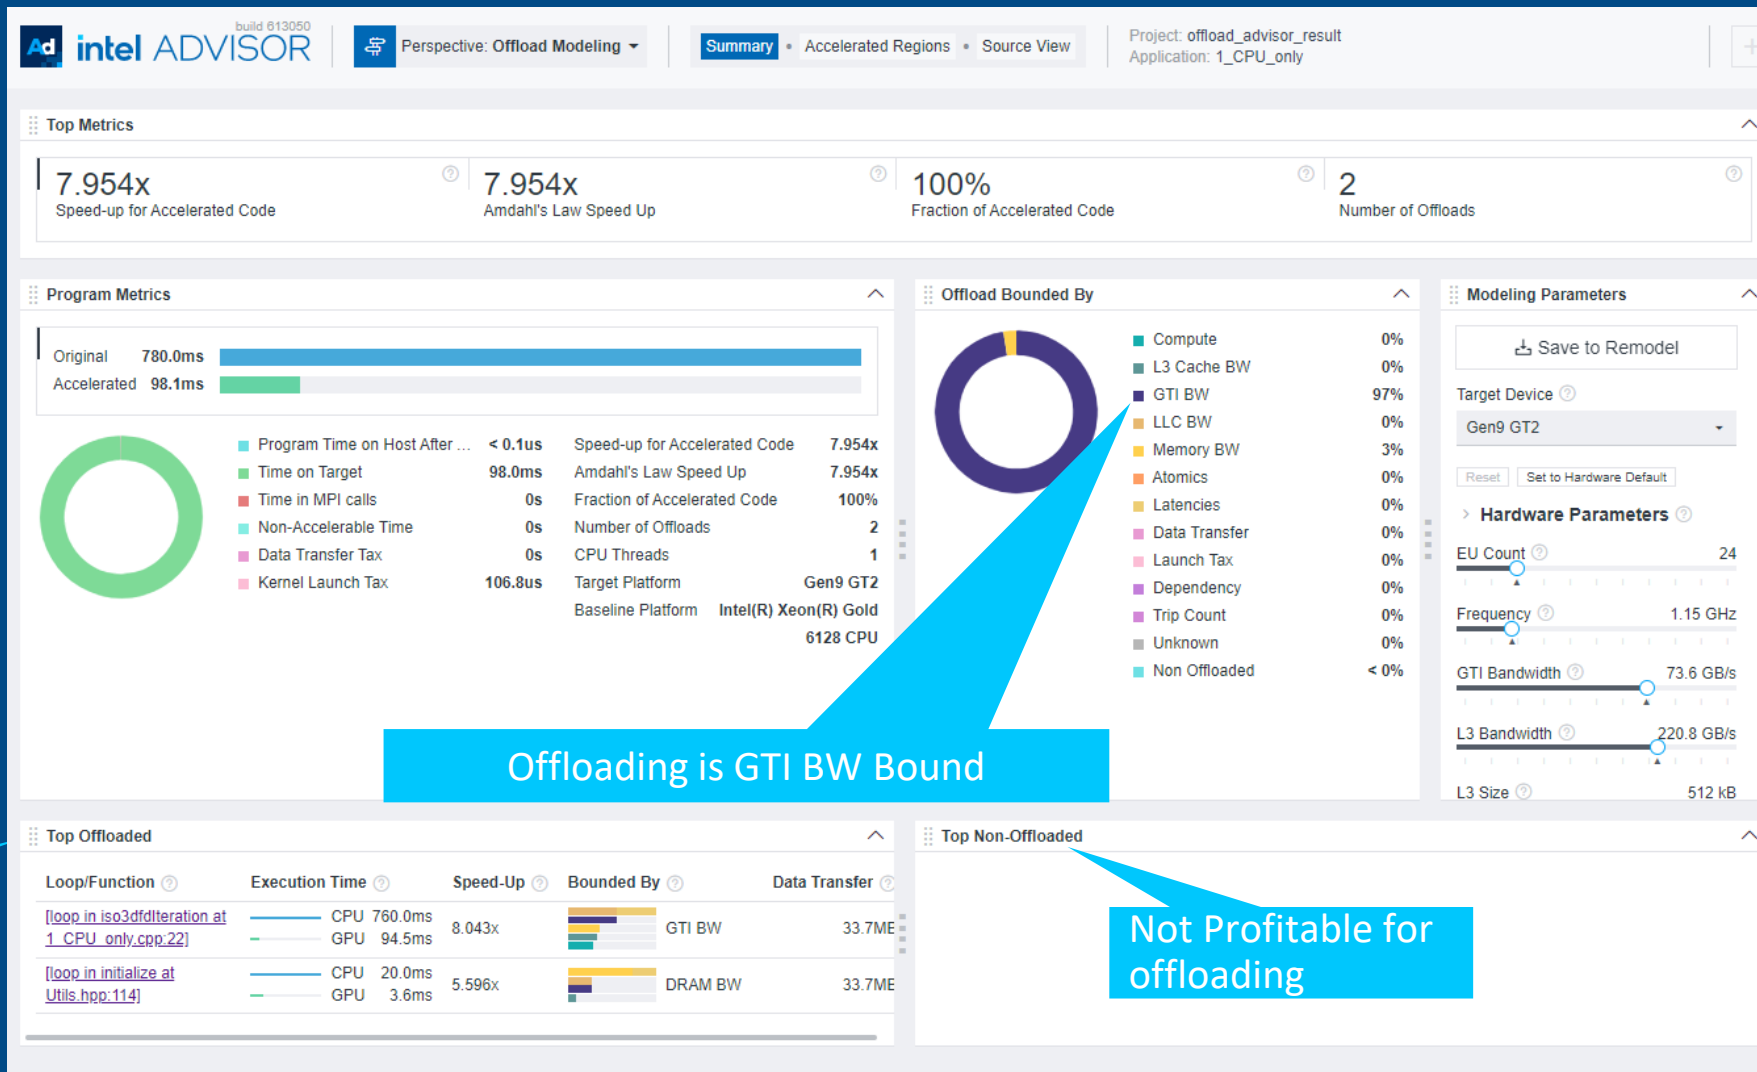 build 613050
Ad intel ADVISOR
Perspective: Offload Modeling
Summary
Accelerated Regions
Source View
Project: offload_advisor_result
Application: 1_CPU_only
Top Metrics
7.954x
Speed-up for Accelerated Code
7.954x
Amdahl's Law Speed Up
100%
Fraction of Accelerated Code
2
Number of Offloads
Program Metrics
Original 780.0ms
Accelerated 98.1ms
Program Time on Host After ... < 0.1us
Time on Target 98.0ms
Time in MPI calls 0s
Non-Accelerable Time 0s
Data Transfer Tax 0s
Kernel Launch Tax 106.8us
Speed-up for Accelerated Code 7.954x
Amdahl's Law Speed Up 7.954x
Fraction of Accelerated Code 100%
Number of Offloads 2
CPU Threads 1
Target Platform Gen9 GT2
Baseline Platform Intel(R) Xeon(R) Gold
6128 CPU
Offload Bounded By
Compute 0%
L3 Cache BW 0%
GTI BW 97%
LLC BW 0%
Memory BW 3%
Atomics 0%
Latencies 0%
Data Transfer 0%
Launch Tax 0%
Dependency 0%
Trip Count 0%
Unknown 0%
Non Offloaded < 0%
Offloading is GTI BW Bound
Modeling Parameters
Save to Remodel
Target Device
Gen9 GT2
Reset Set to Hardware Default
Hardware Parameters
EU Count 24
Frequency 1.15 GHz
GTI Bandwidth 73.6 GB/s
L3 Bandwidth 220.8 GB/s
L3 Size 512 kB
Top Offloaded
Loop/Function Execution Time Speed-Up Bounded By Data Transfer
[loop in iso3dfdIteration at
1_CPU_only.cpp:22]
CPU 760.0ms
GPU 94.5ms
8.043x
GTI BW
33.7ME
[loop in initialize at
Utils.hpp:114]
CPU 20.0ms
GPU 3.6ms
5.596x
DRAM BW
33.7ME
Top Non-Offloaded
Not Profitable for
offloading